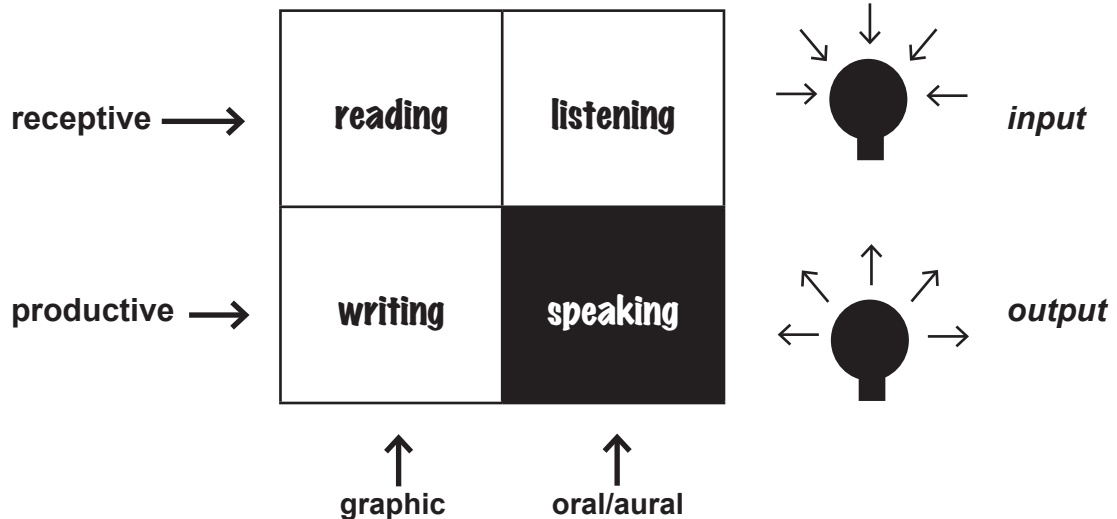 receptive reading listening input
productive writing speaking output
graphic oral/aural